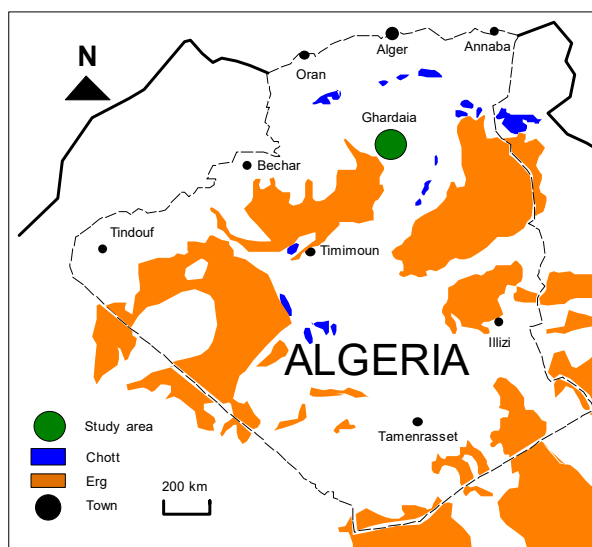 Alger
Annaba
N
Oran
Ghardaia
Bechar
Tindouf
Timimoun
Illizi
ALGERIA
Tamenrasset
Study area
Chott
Erg
Town
200 km